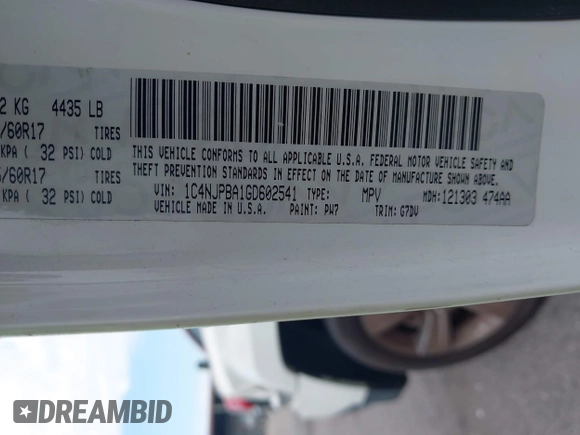 2 KG 4435 LB
/60R17 TIRES
KPA ( 32 PSI) COLD
/60R17 TIRES
KPA ( 32 PSI) COLD
THIS VEHICLE CONFORMS TO ALL APPLICABLE U.S.A. FEDERAL MOTOR VEHICLE SAFETY AND
THEFT PREVENTION STANDARDS IN EFFECT ON THE DATE OF MANUFACTURE SHOWN ABOVE.
VIN: 1C4NJPBA1GD602541 TYPE: MPV MDH: 121303 474AA
VEHICLE MADE IN U.S.A. PAINT: PW7 TRIM: G7DV
DREAMBID